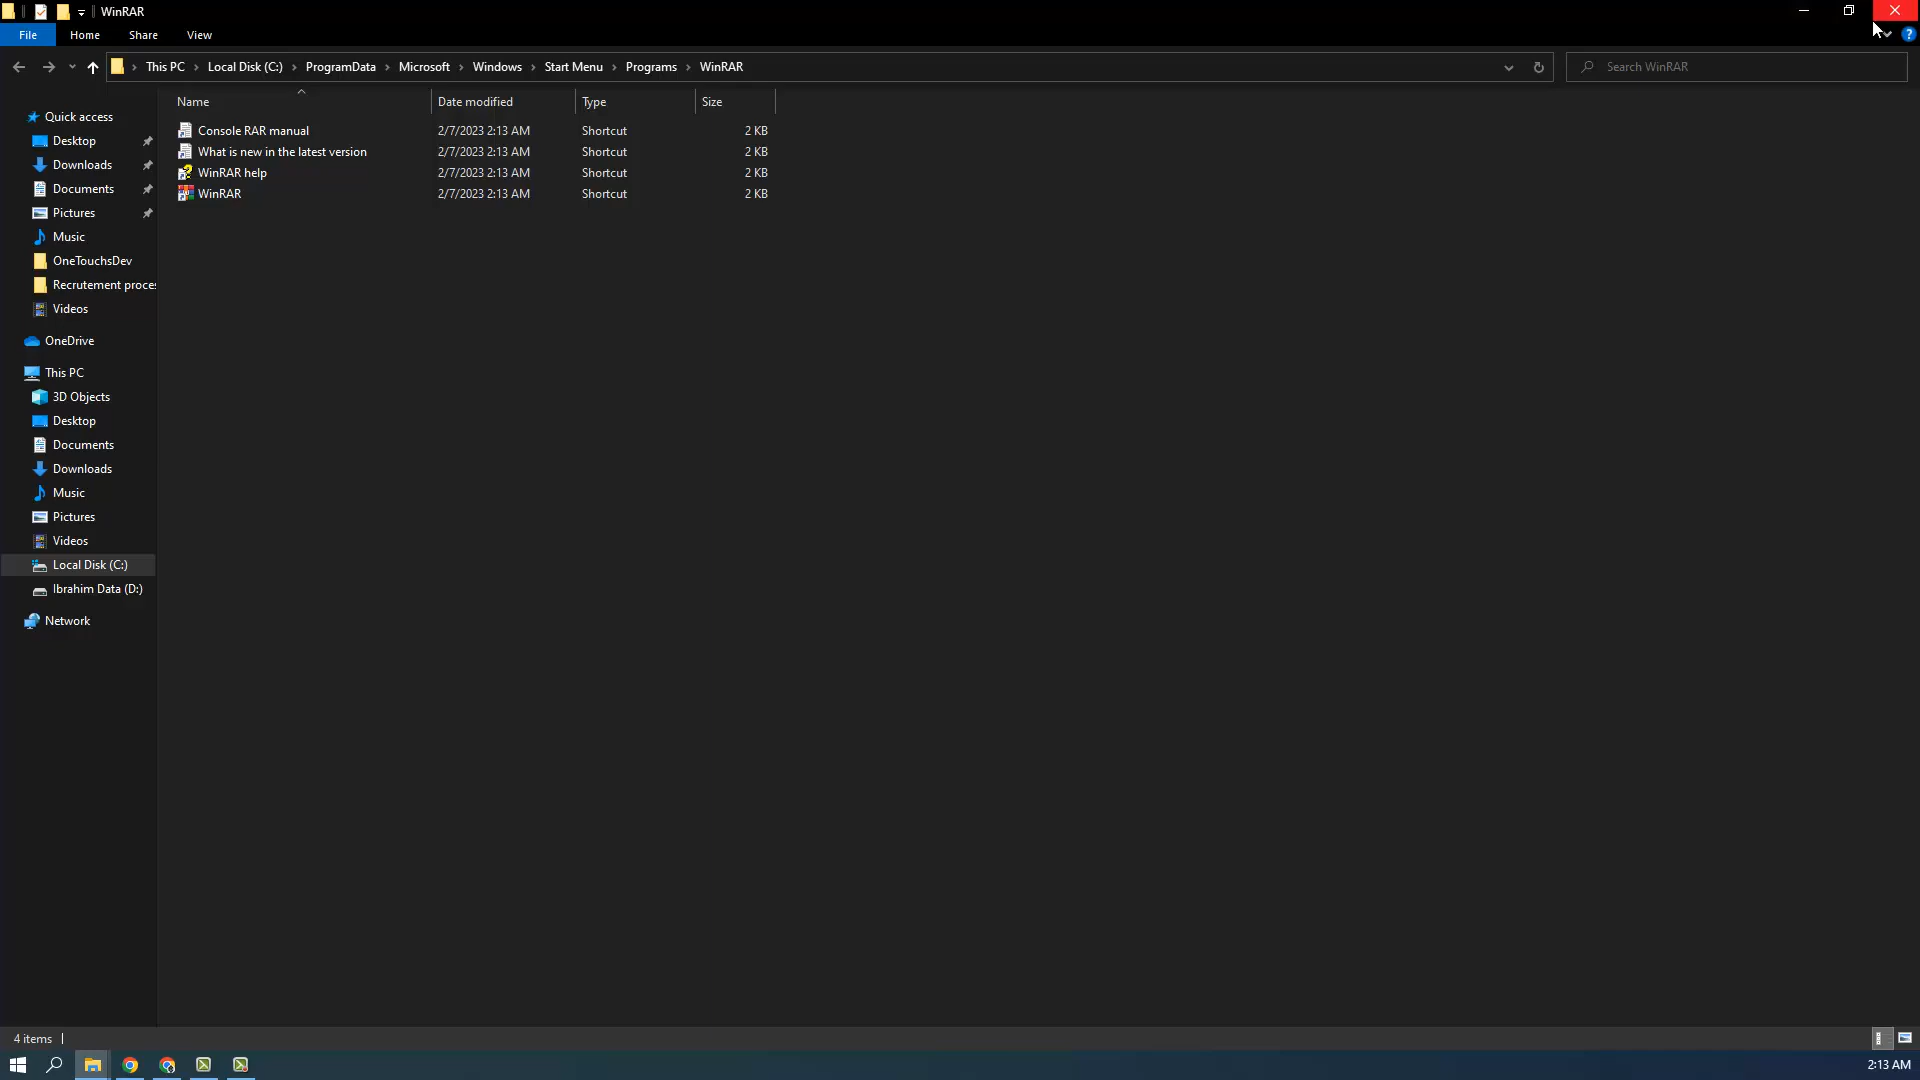 WinRAR
File Home Share View
This PC Local Disk (C:) ProgramData Microsoft Windows Start Menu Programs WinRAR
Search WinRAR
Name Date modified Type Size
Console RAR manual 2/7/2023 2:13 AM Shortcut 2 KB
What is new in the latest version 2/7/2023 2:13 AM Shortcut 2 KB
WinRAR help 2/7/2023 2:13 AM Shortcut 2 KB
WinRAR 2/7/2023 2:13 AM Shortcut 2 KB
Quick access
Desktop
Downloads
Documents
Pictures
Music
OneTouchsDev
Recrutement proces
Videos
OneDrive
This PC
3D Objects
Desktop
Documents
Downloads
Music
Pictures
Videos
Local Disk (C:)
Ibrahim Data (D:)
Network
4 items
2:13 AM